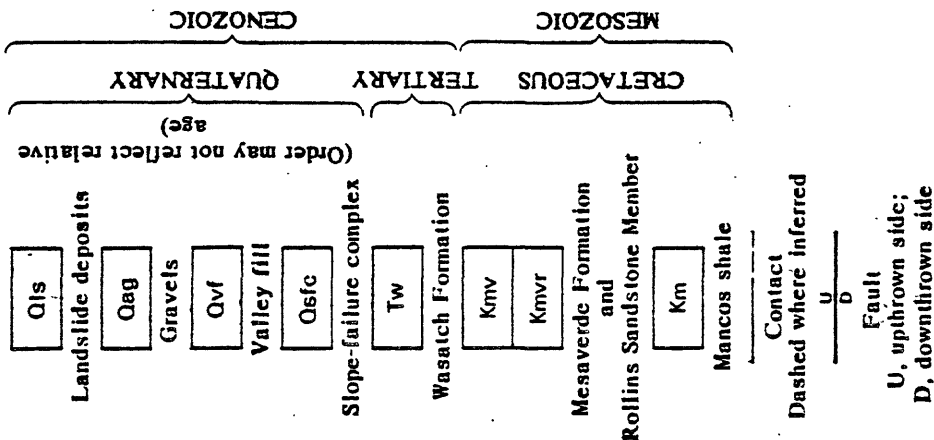 Qls
Landslide deposits
Qag
Gravels
Qvf
Valley fill
Qsfc
Slope-failure complex
(Order may not reflect relative
age)
QUATERNARY
Tw
Wasatch Formation
TERTIARY
CENOZOIC
Kmv
Kmvr
Mesaverde Formation
and
Rollins Sandstone Member
Km
Mancos shale
CRETACEOUS
MESOZOIC
Contact
Dashed where inferred
U
D
Fault
U, upthrown side;
D, downthrown side